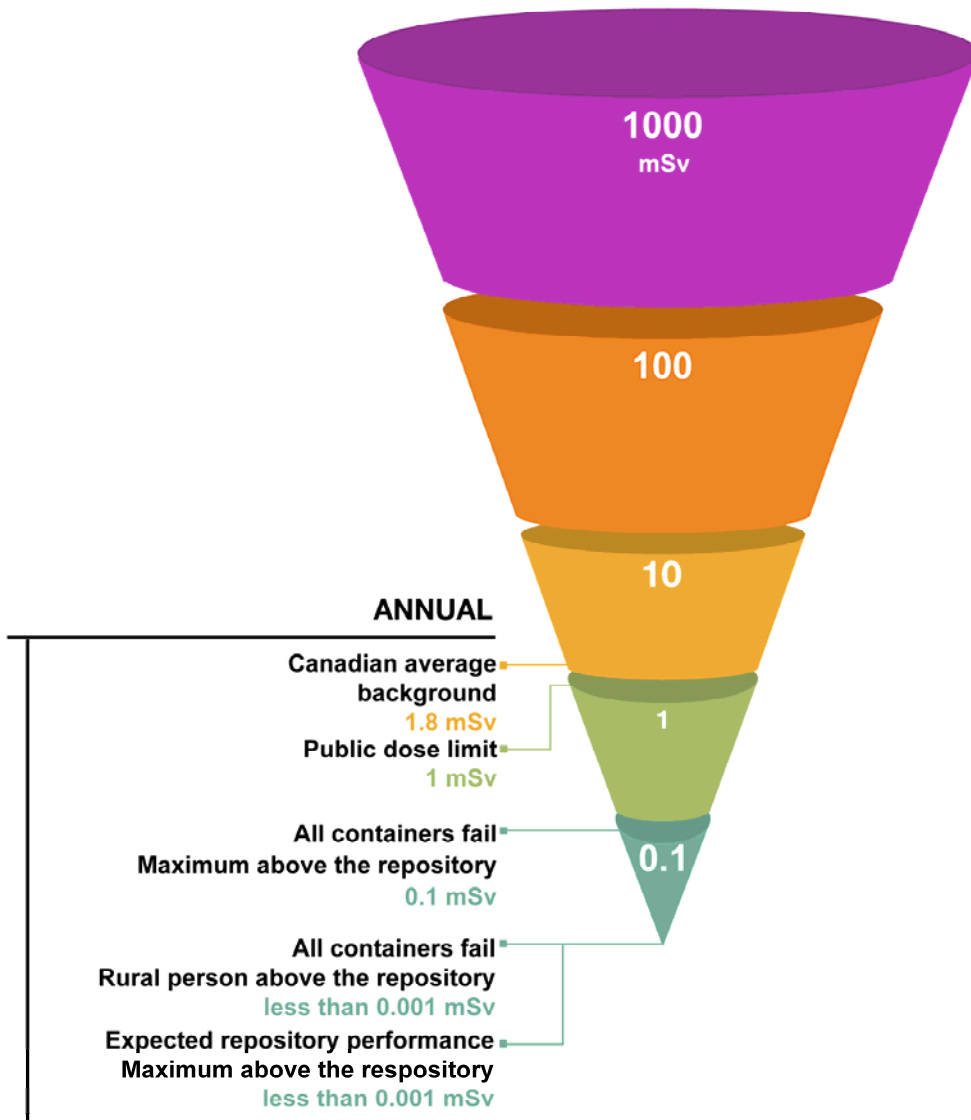 1000
mSv
100
10
ANNUAL
Canadian average
background
1.8 mSv
Public dose limit
1 mSv
1
All containers fail
Maximum above the repository
0.1 mSv
0.1
All containers fail
Rural person above the repository
less than 0.001 mSv
Expected repository performance
Maximum above the respository
less than 0.001 mSv